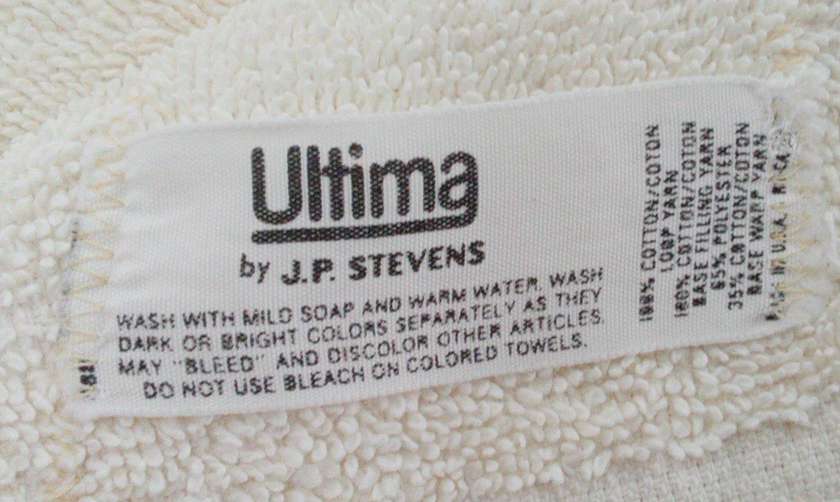 Ultima
by J.P. STEVENS
WASH WITH MILD SOAP AND WARM WATER. WASH
DARK OR BRIGHT COLORS SEPARATELY AS THEY
MAY "BLEED" AND DISCOLOR OTHER ARTICLES.
DO NOT USE BLEACH ON COLORED TOWELS.
100% COTTON/COTON
LOOP YARN
100% COTTON/COTON
BASE FILLING YARN
65% POLYESTER
35% COTTON/COTON
BASE WARP YARN
IN U.S.A.